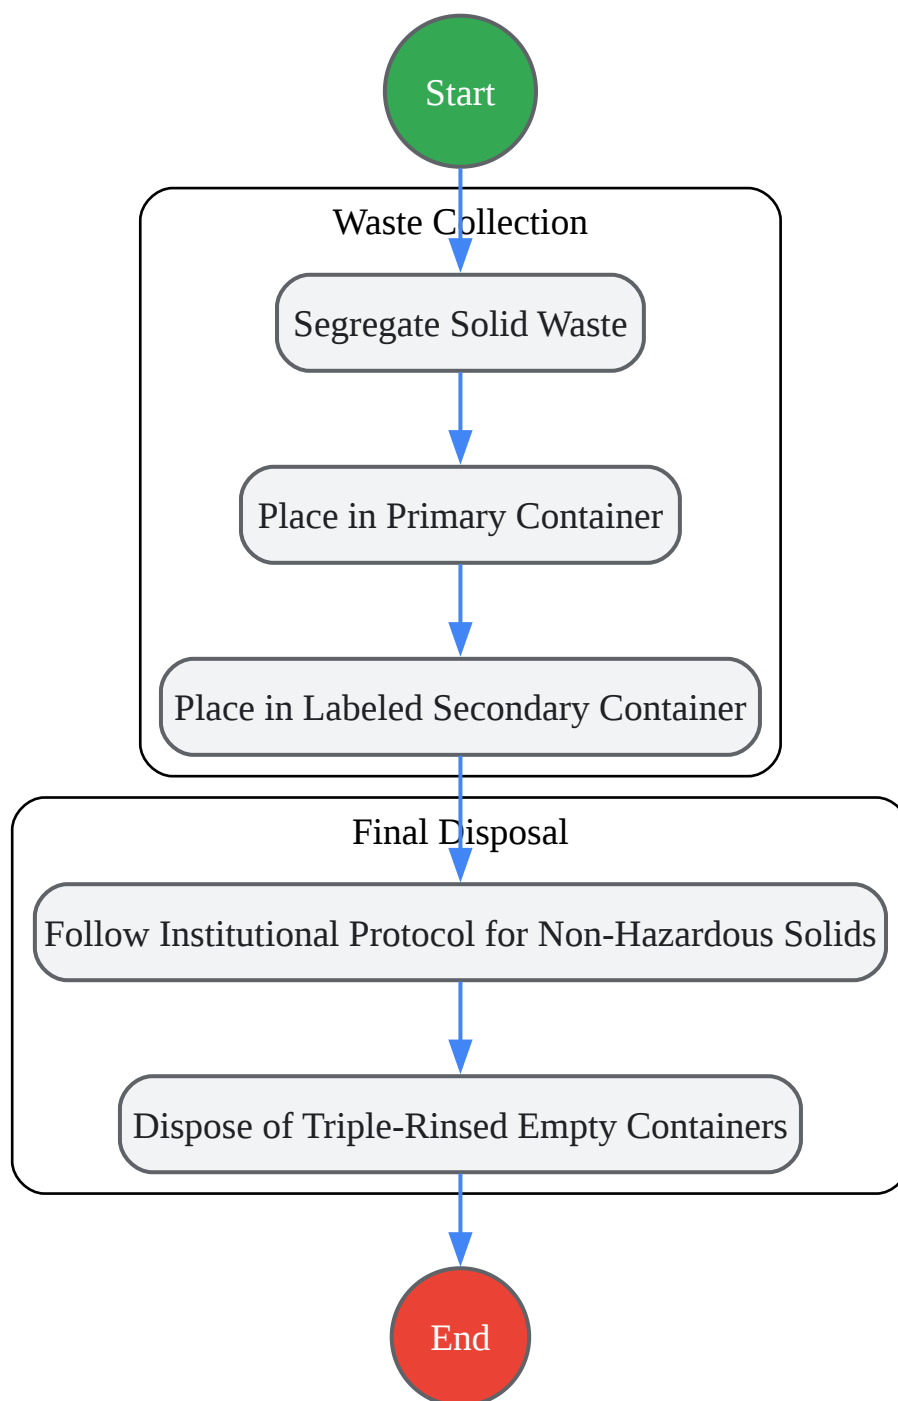 Start
Waste Collection
Segregate Solid Waste
Place in Primary Container
Place in Labeled Secondary Container
Final Disposal
Follow Institutional Protocol for Non-Hazardous Solids
Dispose of Triple-Rinsed Empty Containers
End